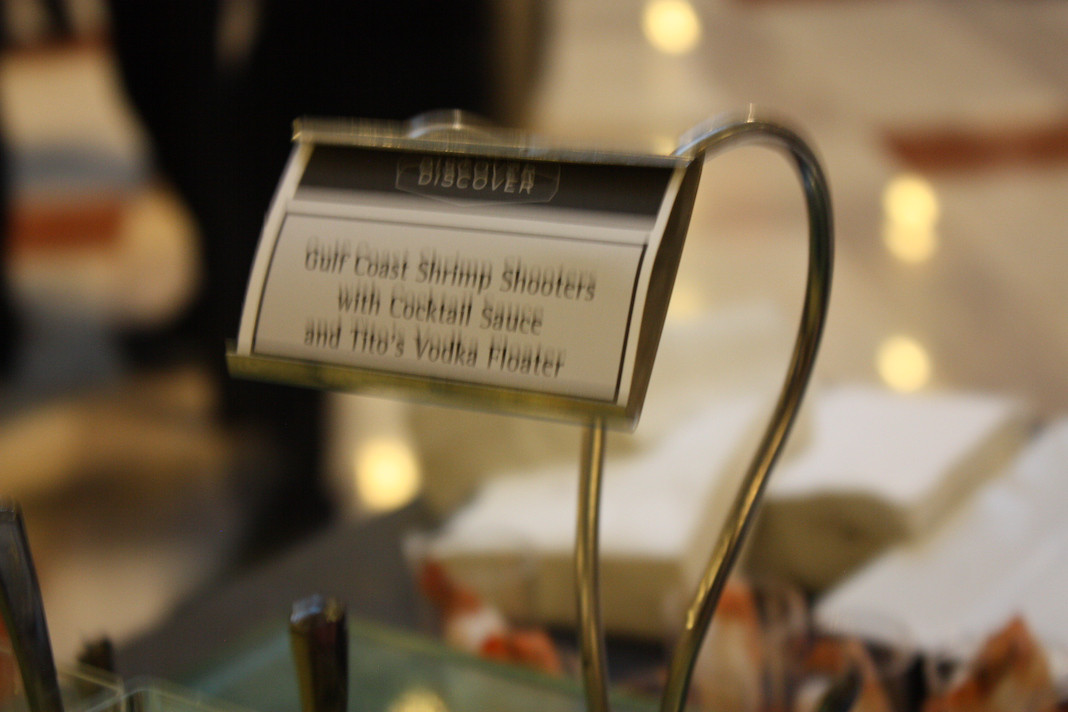 DISCOVER
Gulf Coast Shrimp Shooters
with Cocktail Sauce
and Tito's Vodka Floater